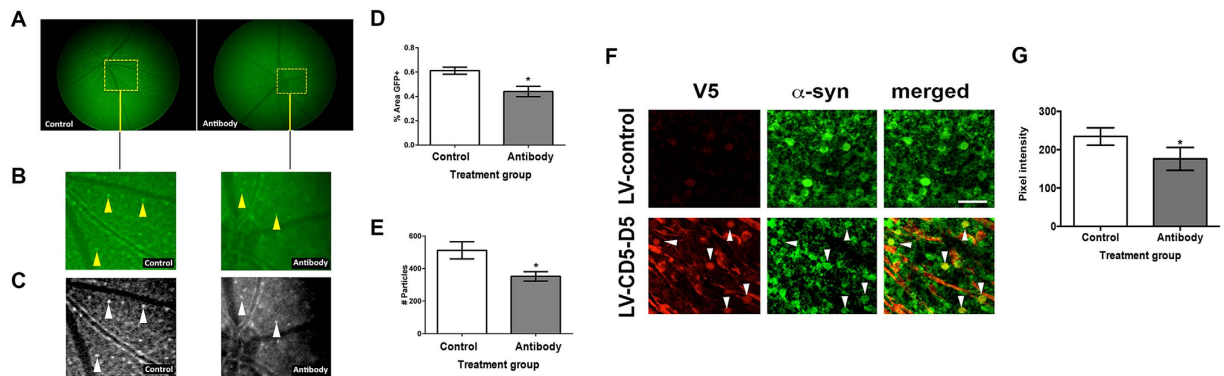 A
Control
Antibody
B
Control
Antibody
C
Control
Antibody
D
% Area GFP+
0.8
0.6
0.4
0.2
0.0
*
Control Antibody
Treatment group
E
# Particles
600
400
200
0
*
Control Antibody
Treatment group
F
V5 α-syn merged
LV-control
LV-CD5-D5
G
Pixel intensity
300
200
100
0
*
Control Antibody
Treatment group